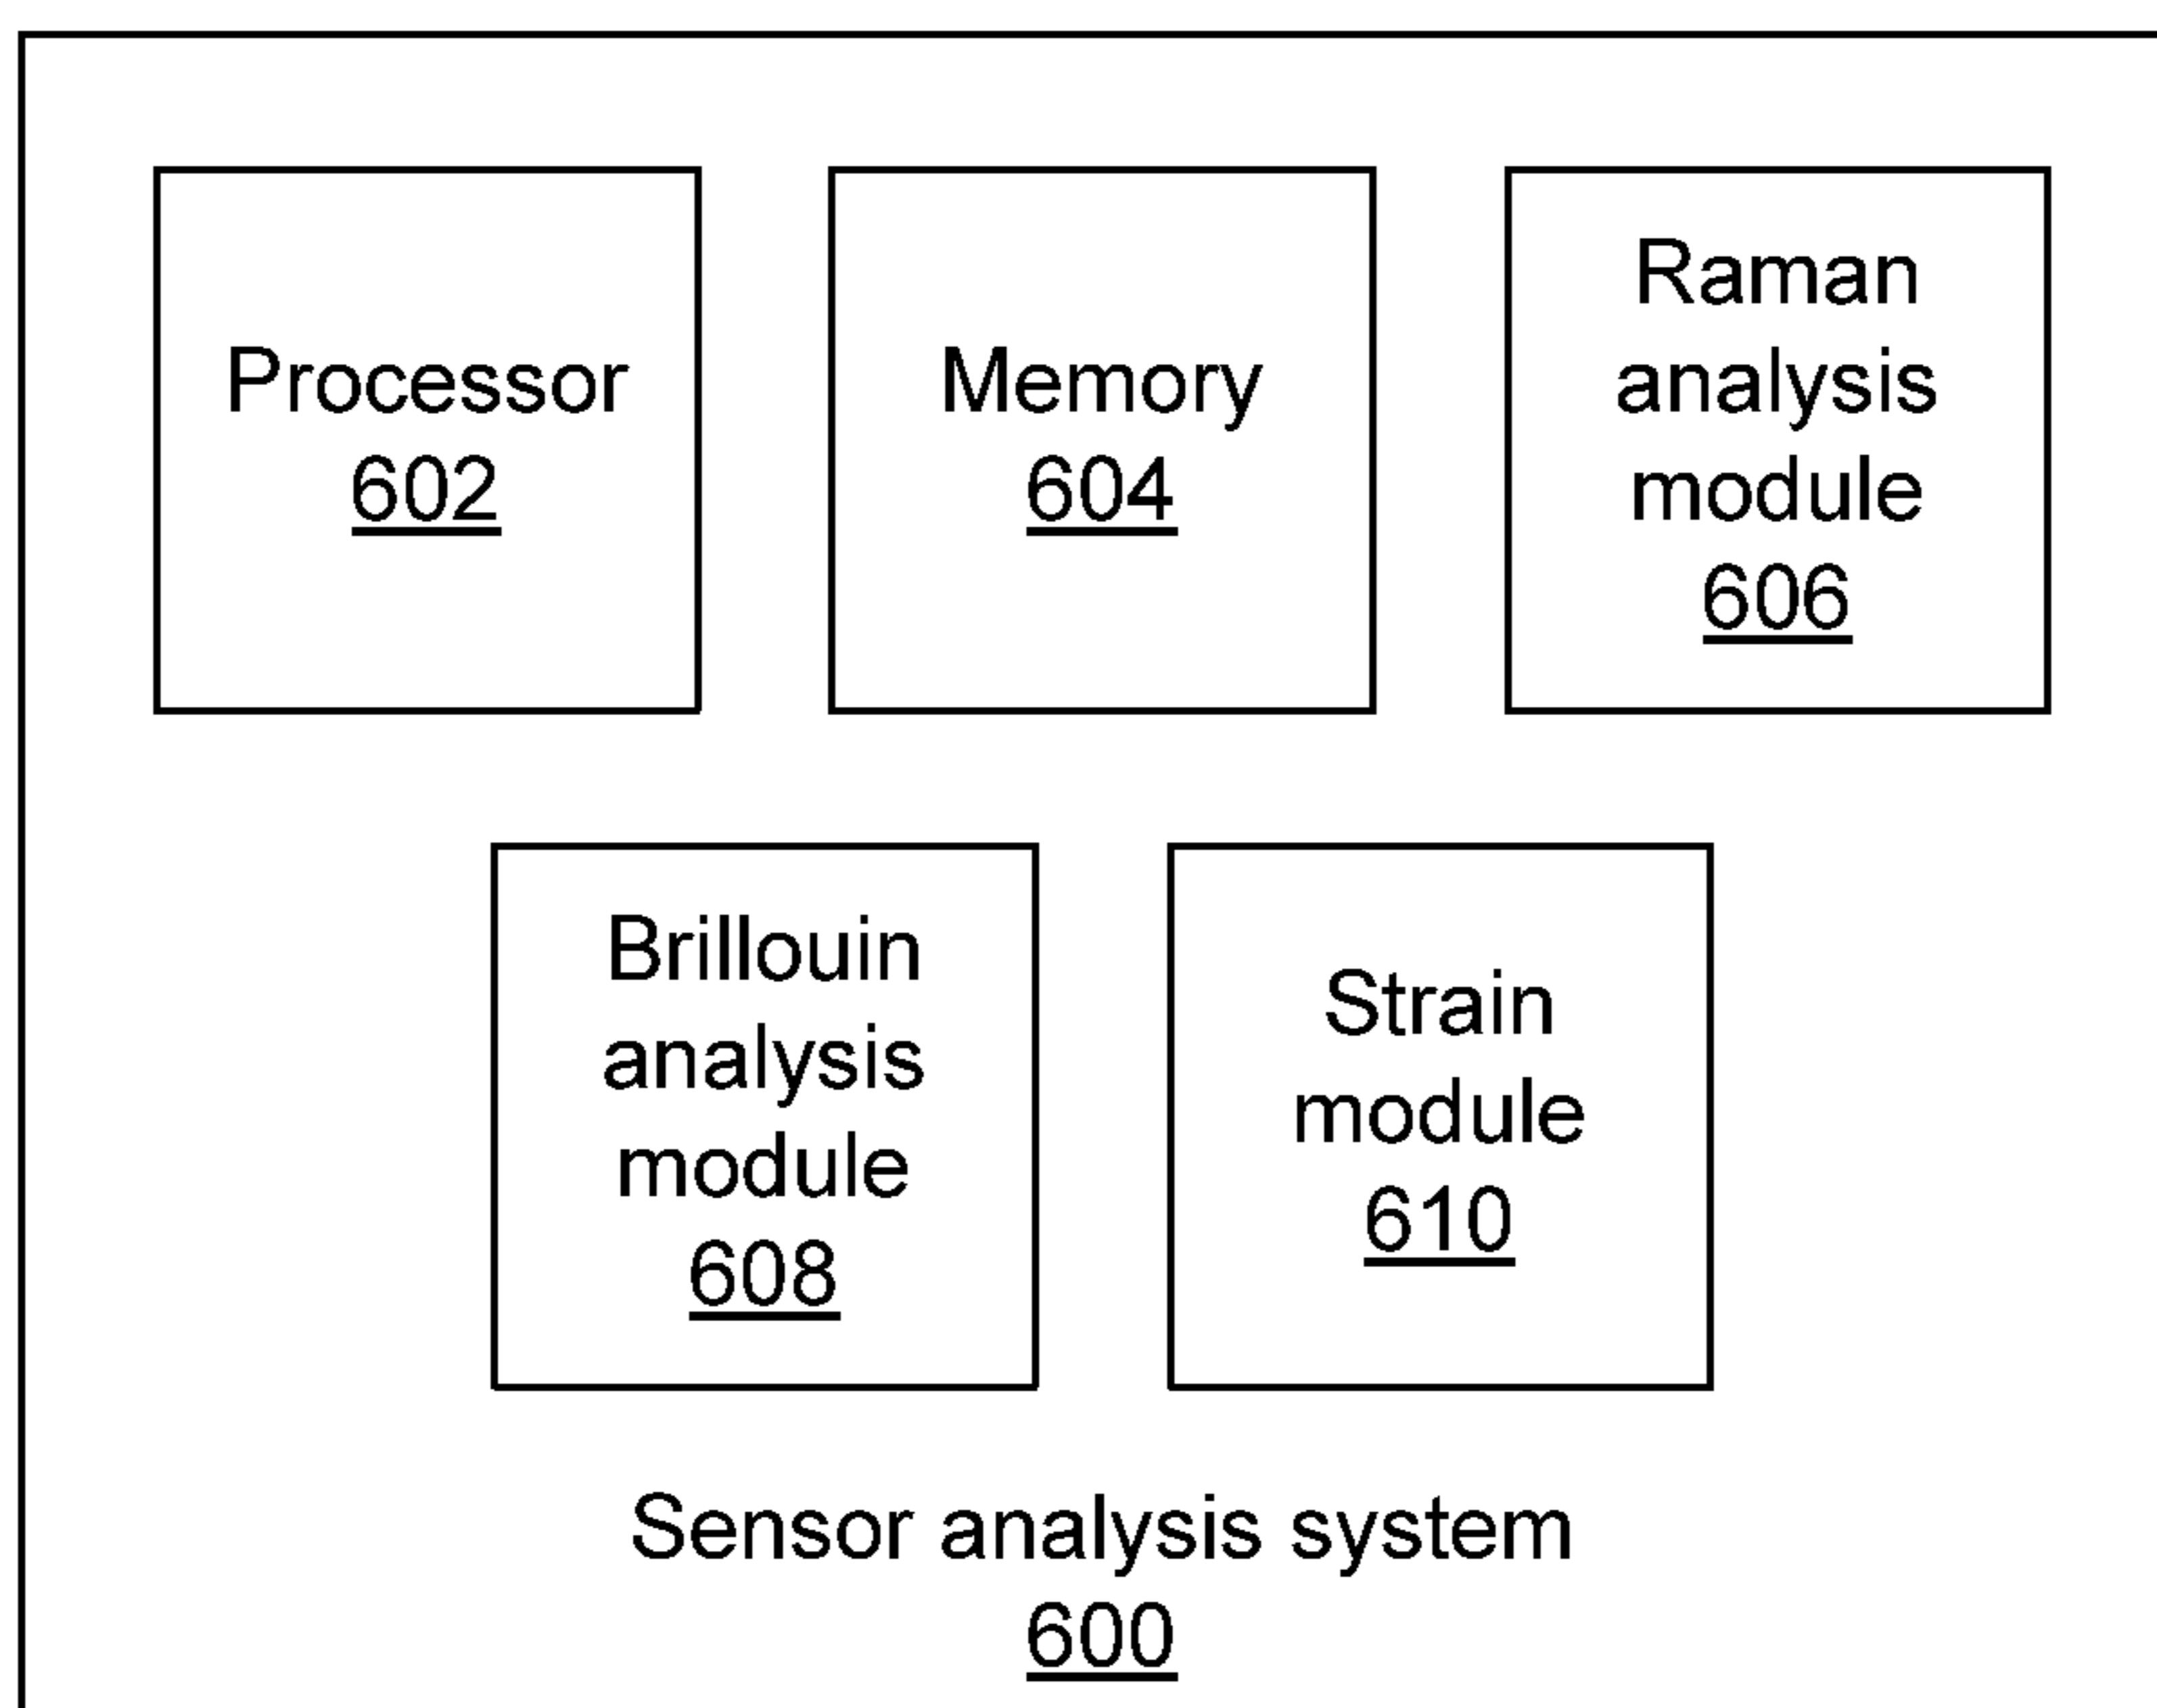 Processor
602
Memory
604
Raman
analysis
module
606
Brillouin
analysis
module
608
Strain
module
610
Sensor analysis system
600